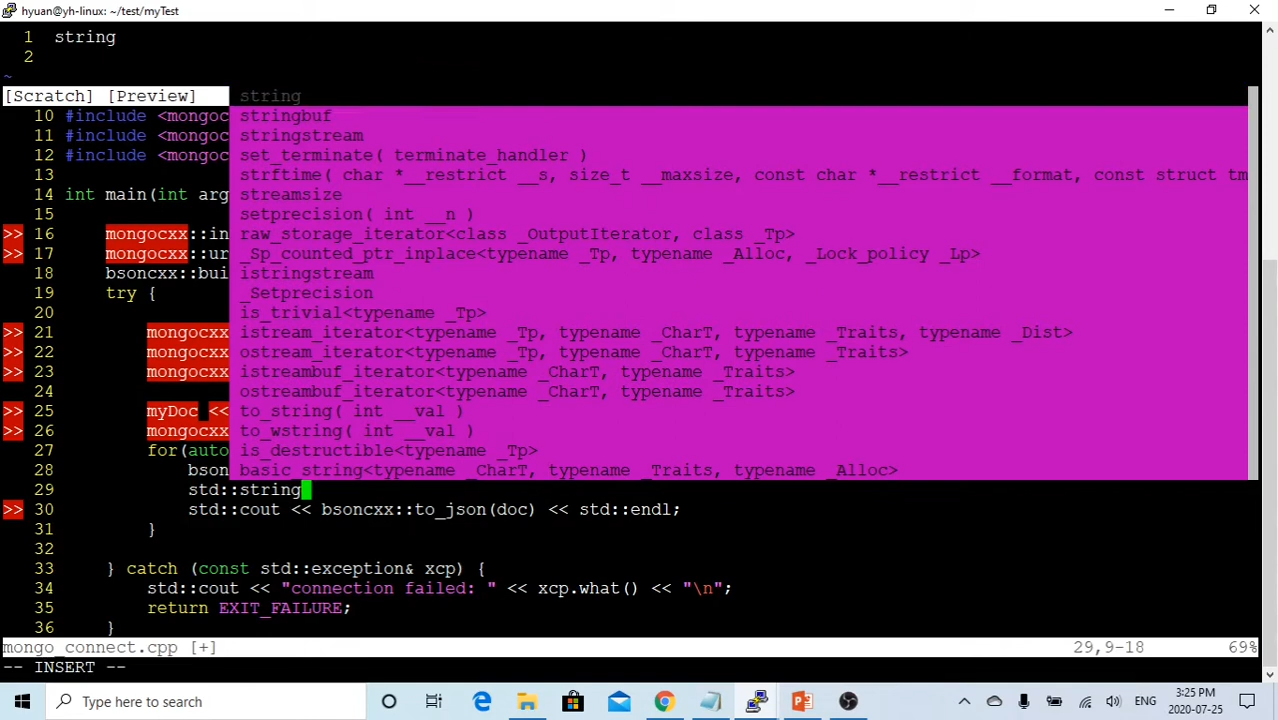 hyuan@yh-linux: ~/test/myTest
1 string
2
~
[Scratch] [Preview] string
10 #include <mongoc stringbuf
11 #include <mongoc stringstream
12 #include <mongoc set_terminate( terminate_handler )
13 strftime( char *__restrict __s, size_t __maxsize, const char *__restrict __format, const struct tm
14 int main(int arg streamsize
15 setprecision( int __n )
>> 16 mongocxx::in raw_storage_iterator<class _OutputIterator, class _Tp>
>> 17 mongocxx::ur _Sp_counted_ptr_inplace<typename _Tp, typename _Alloc, _Lock_policy _Lp>
18 bsoncxx::bui istringstream
19 try { _Setprecision
20 is_trivial<typename _Tp>
>> 21 mongocxx istream_iterator<typename _Tp, typename _CharT, typename _Traits, typename _Dist>
>> 22 mongocxx ostream_iterator<typename _Tp, typename _CharT, typename _Traits>
>> 23 mongocxx istreambuf_iterator<typename _CharT, typename _Traits>
24 ostreambuf_iterator<typename _CharT, typename _Traits>
>> 25 myDoc << to_string( int __val )
>> 26 mongocxx to_wstring( int __val )
27 for(auto is_destructible<typename _Tp>
28 bson basic_string<typename _CharT, typename _Traits, typename _Alloc>
29 std::string
>> 30 std::cout << bsoncxx::to_json(doc) << std::endl;
31 }
32
33 } catch (const std::exception& xcp) {
34 std::cout << "connection failed: " << xcp.what() << "\n";
35 return EXIT_FAILURE;
36 }
mongo_connect.cpp [+] 29,9-18 69%
-- INSERT --
Type here to search
ENG
3:25 PM
2020-07-25